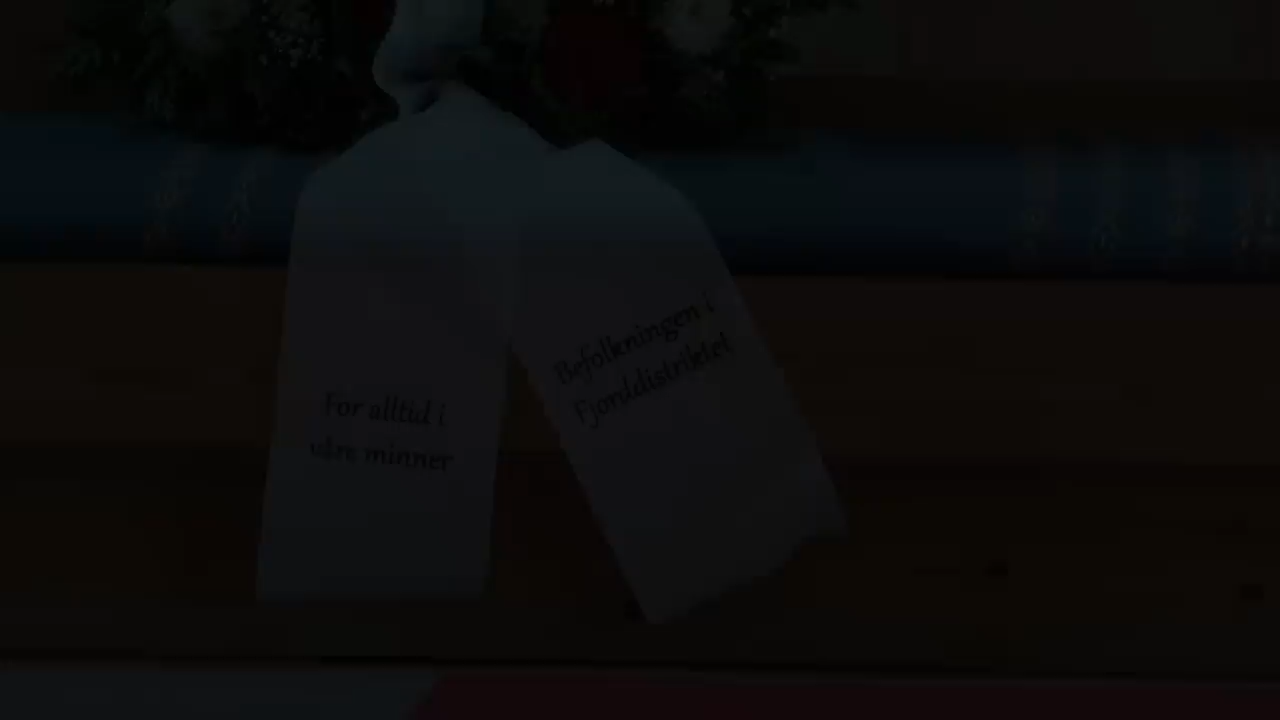 For alltid i
våre minner
Befolkningen i
Fjorddistriktet